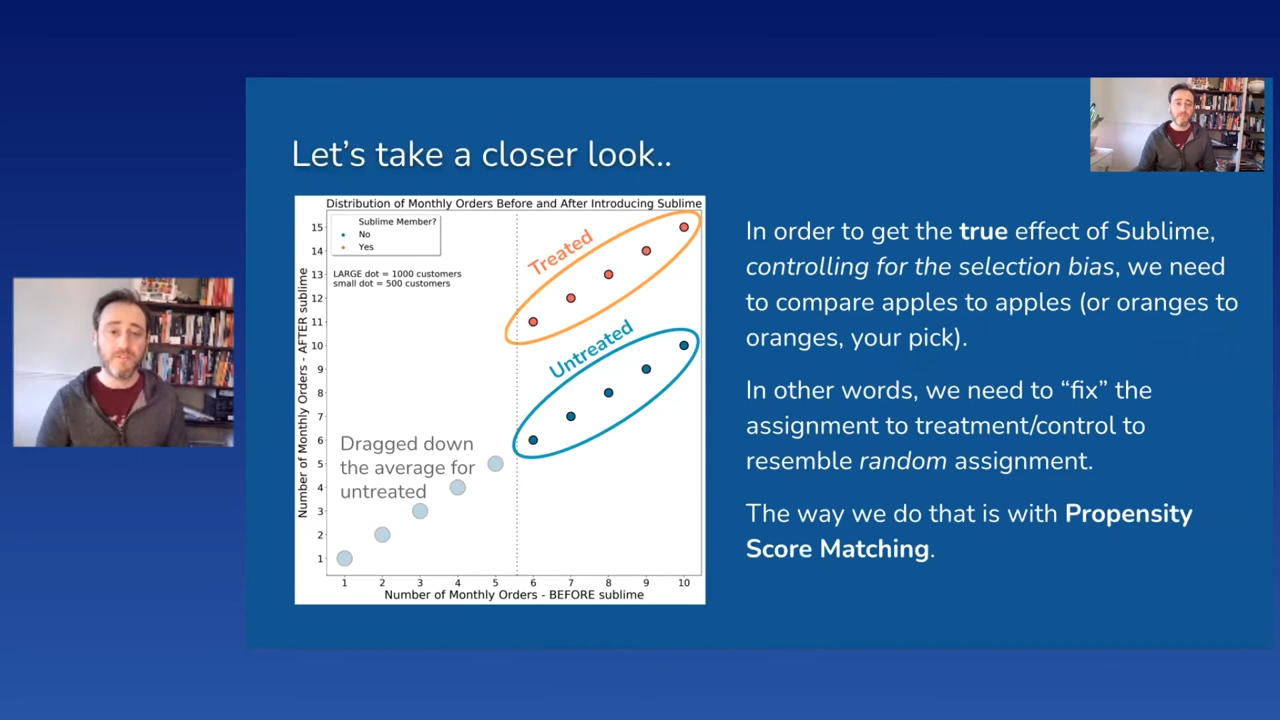 Let's take a closer look..
Distribution of Monthly Orders Before and After Introducing Sublime
Sublime Member?
No
Yes
LARGE dot = 1000 customers
small dot = 500 customers
Treated
Untreated
Dragged down
the average for
untreated
Number of Monthly Orders - AFTER sublime
15
14
13
12
11
10
9
8
7
6
5
4
3
2
1
1 2 3 4 5 6 7 8 9 10
Number of Monthly Orders - BEFORE sublime
In order to get the true effect of Sublime,
controlling for the selection bias, we need
to compare apples to apples (or oranges to
oranges, your pick).
In other words, we need to “fix” the
assignment to treatment/control to
resemble random assignment.
The way we do that is with Propensity
Score Matching.